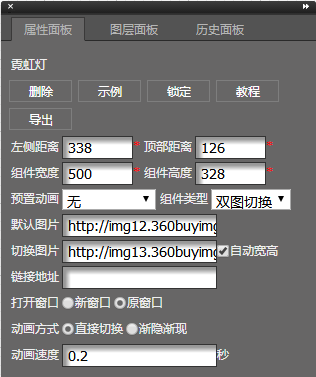 属性面板 图层面板 历史面板
霓虹灯
删除 示例 锁定 教程
导出
左侧距离 338 * 顶部距离 126 *
组件宽度 500 * 组件高度 328 *
预置动画 无 组件类型 双图切换
默认图片 http://img12.360buyimg
切换图片 http://img13.360buyimg 自动宽高
链接地址
打开窗口 新窗口 原窗口
动画方式 直接切换 渐隐渐现
动画速度 0.2 秒